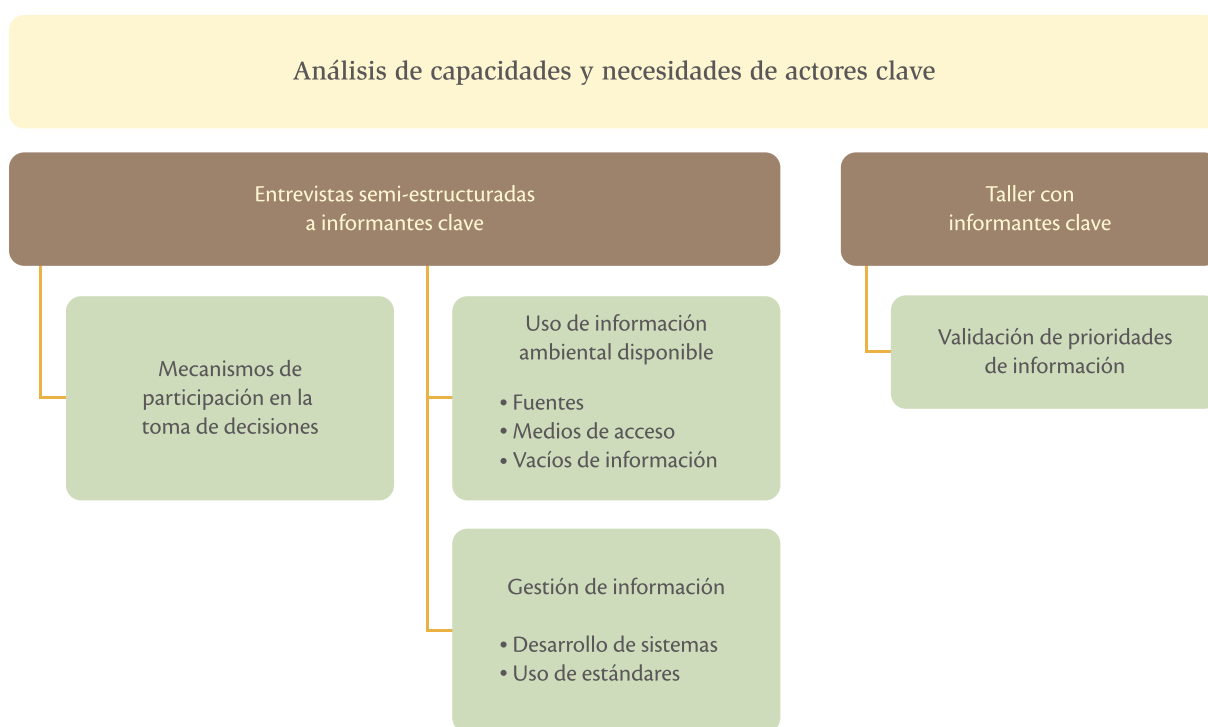 Análisis de capacidades y necesidades de actores clave
Entrevistas semi-estructuradas
a informantes clave
Taller con
informantes clave
Mecanismos de
participación en la
toma de decisiones
Uso de información
ambiental disponible
• Fuentes
• Medios de acceso
• Vacíos de información
Gestión de información
• Desarrollo de sistemas
• Uso de estándares
Validación de prioridades
de información